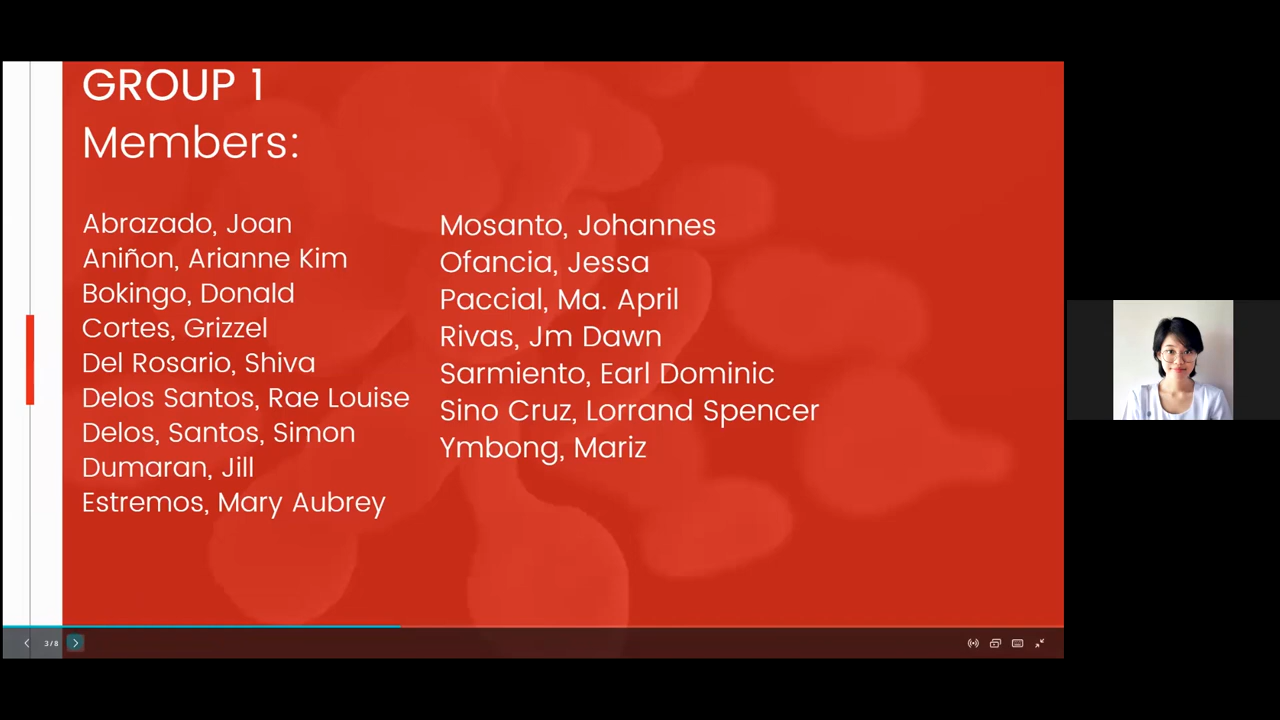 GROUP 1
Members:
Abrazado, Joan
Aniñon, Arianne Kim
Bokingo, Donald
Cortes, Grizzel
Del Rosario, Shiva
Delos Santos, Rae Louise
Delos, Santos, Simon
Dumaran, Jill
Estremos, Mary Aubrey
Mosanto, Johannes
Ofancia, Jessa
Paccial, Ma. April
Rivas, Jm Dawn
Sarmiento, Earl Dominic
Sino Cruz, Lorrand Spencer
Ymbong, Mariz
3/8